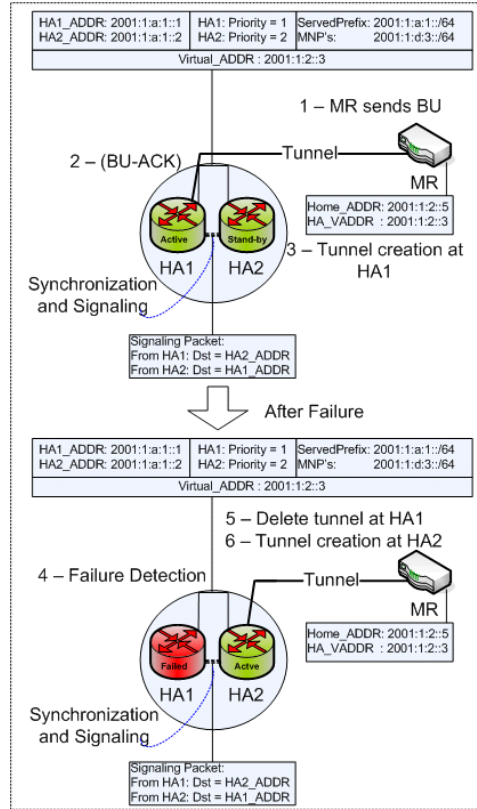 HA1_ADDR: 2001:1:a:1::1
HA2_ADDR: 2001:1:a:1::2
HA1: Priority = 1
HA2: Priority = 2
ServedPrefix: 2001:1:a:1::/64
MNP's: 2001:1:d:3::/64
Virtual_ADDR : 2001:1:2::3
1 – MR sends BU
2 – (BU-ACK)
Tunnel
MR
Home_ADDR: 2001:1:2::5
HA_VADDR : 2001:1:2::3
Active
Stand-by
HA1
HA2
3 – Tunnel creation at
HA1
Synchronization
and Signaling
Signaling Packet:
From HA1: Dst = HA2_ADDR
From HA2: Dst = HA1_ADDR
After Failure
HA1_ADDR: 2001:1:a:1::1
HA2_ADDR: 2001:1:a:1::2
HA1: Priority = 1
HA2: Priority = 2
ServedPrefix: 2001:1:a:1::/64
MNP's: 2001:1:d:3::/64
Virtual_ADDR : 2001:1:2::3
5 – Delete tunnel at HA1
6 – Tunnel creation at HA2
4 – Failure Detection
Tunnel
MR
Home_ADDR: 2001:1:2::5
HA_VADDR : 2001:1:2::3
Failed
Actve
HA1
HA2
Synchronization
and Signaling
Signaling Packet:
From HA1: Dst = HA2_ADDR
From HA2: Dst = HA1_ADDR